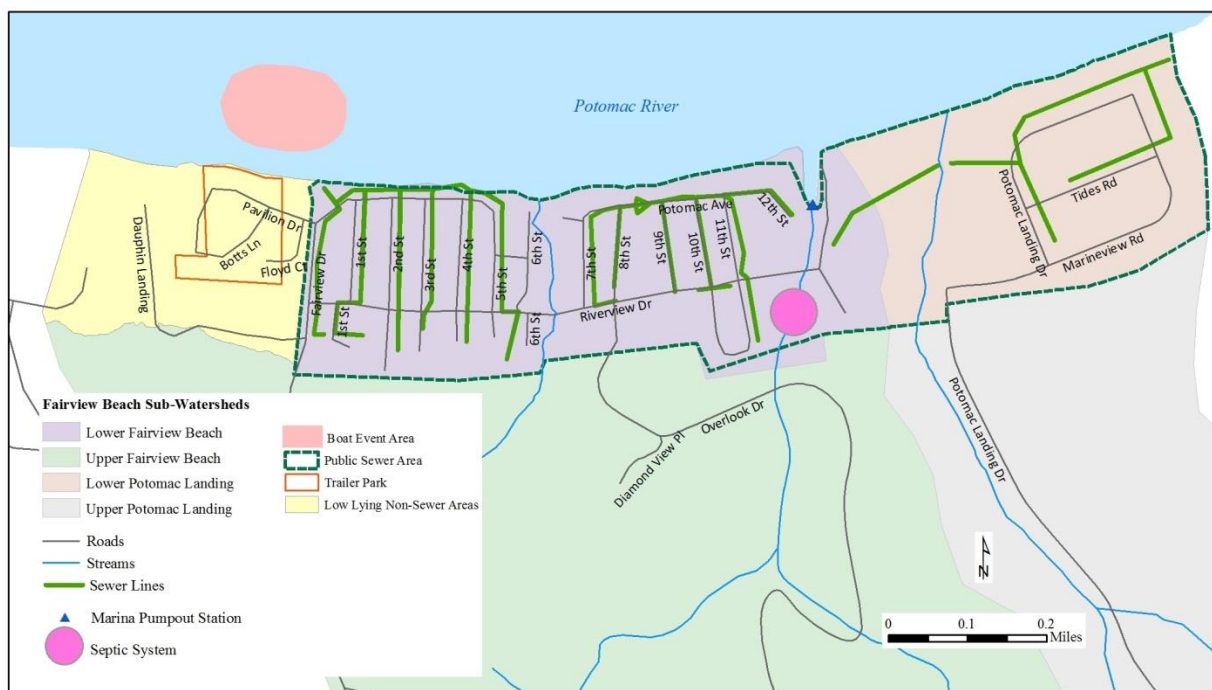 Potomac River
Pavilion Dr
Botts Ln
Floyd Ct
Dauphin Landing
Fairview Dr
1st St
1st St
2nd St
3rd St
4th St
5th St
6th St
6th St
7th St
8th St
9th St
10th St
11th St
12th St
Potomac Ave
Riverview Dr
Potomac Landing Dr
Tides Rd
Marineview Rd
Overlook Dr
Diamond View Pl
Potomac Landing Dr
Fairview Beach Sub-Watersheds
Lower Fairview Beach
Upper Fairview Beach
Lower Potomac Landing
Upper Potomac Landing
Roads
Streams
Sewer Lines
Marina Pumpout Station
Septic System
Boat Event Area
Public Sewer Area
Trailer Park
Low Lying Non-Sewer Areas
N
0 0.1 0.2
Miles